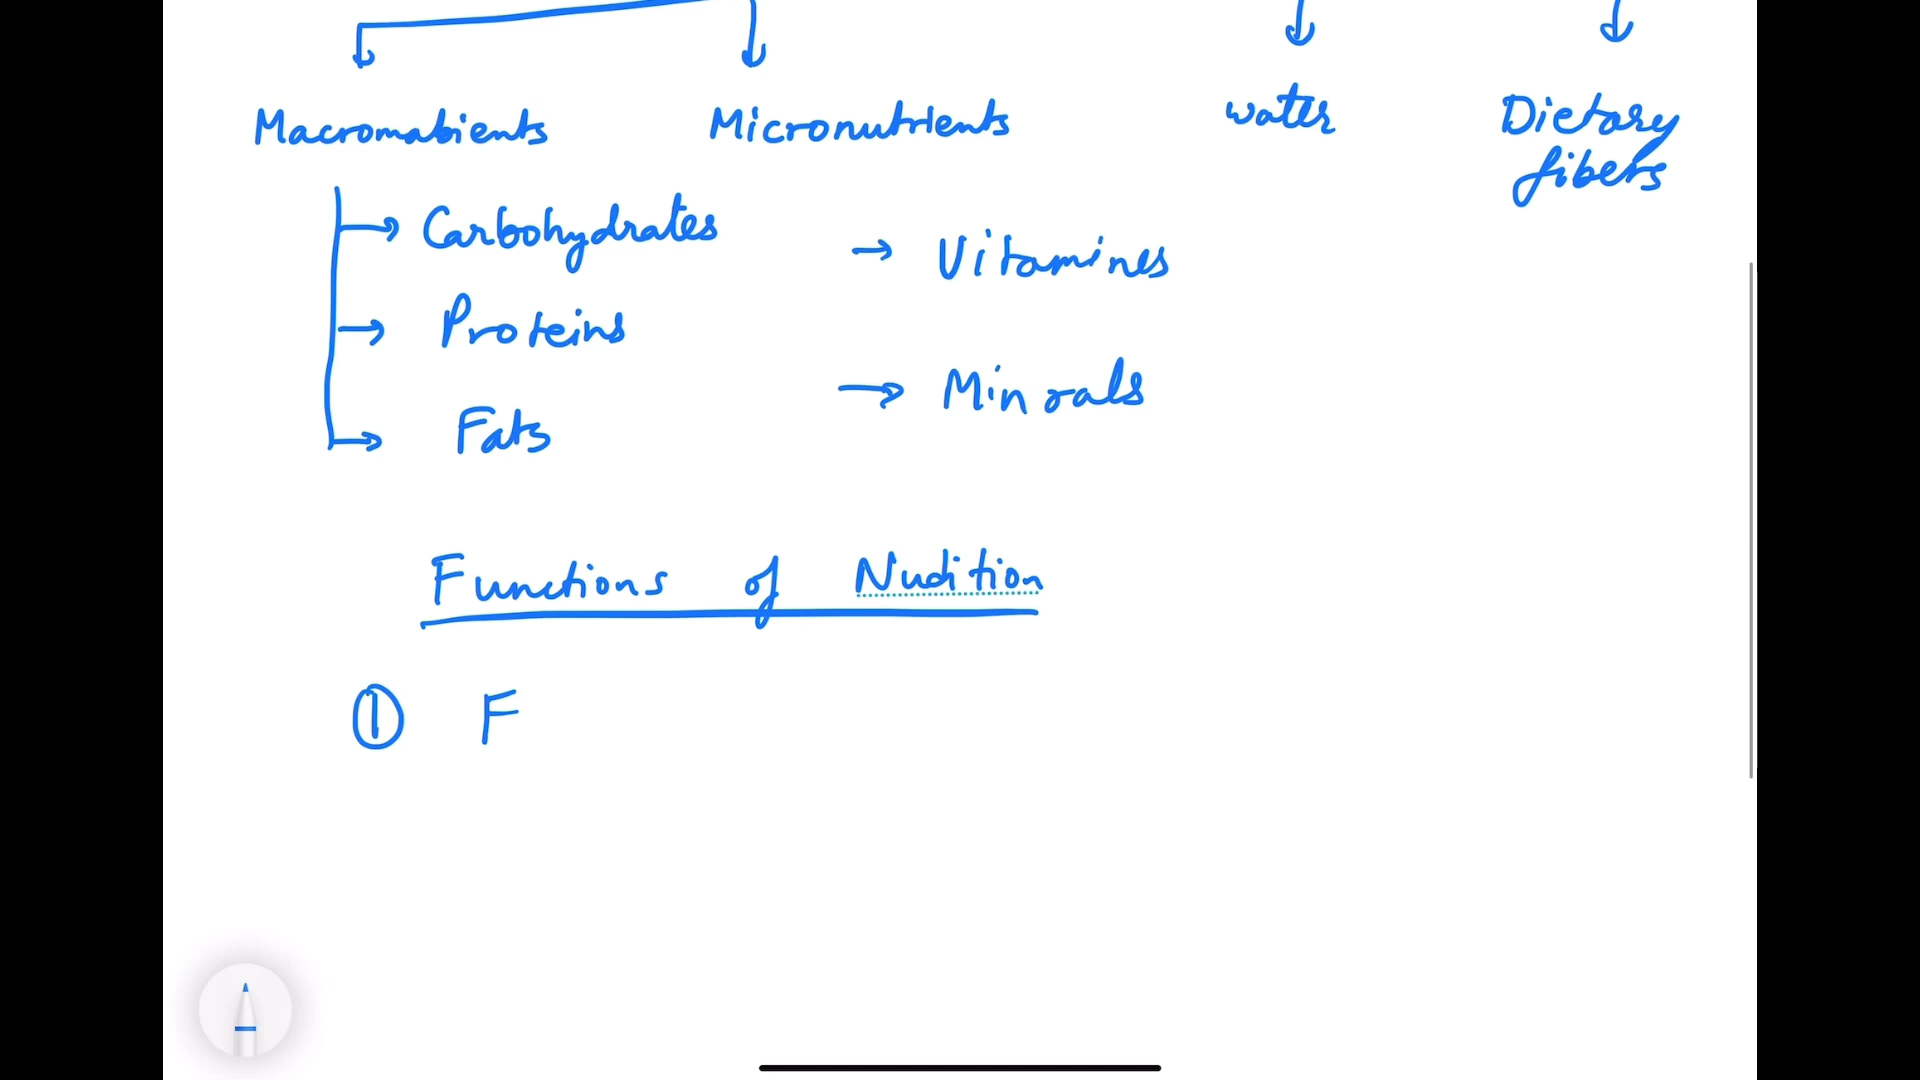 Macromabients Micronutrients water Dietary
fibers
Carbohydrates
Vitamines
Proteins
Minrals
Fats
Functions of Nudition
① F